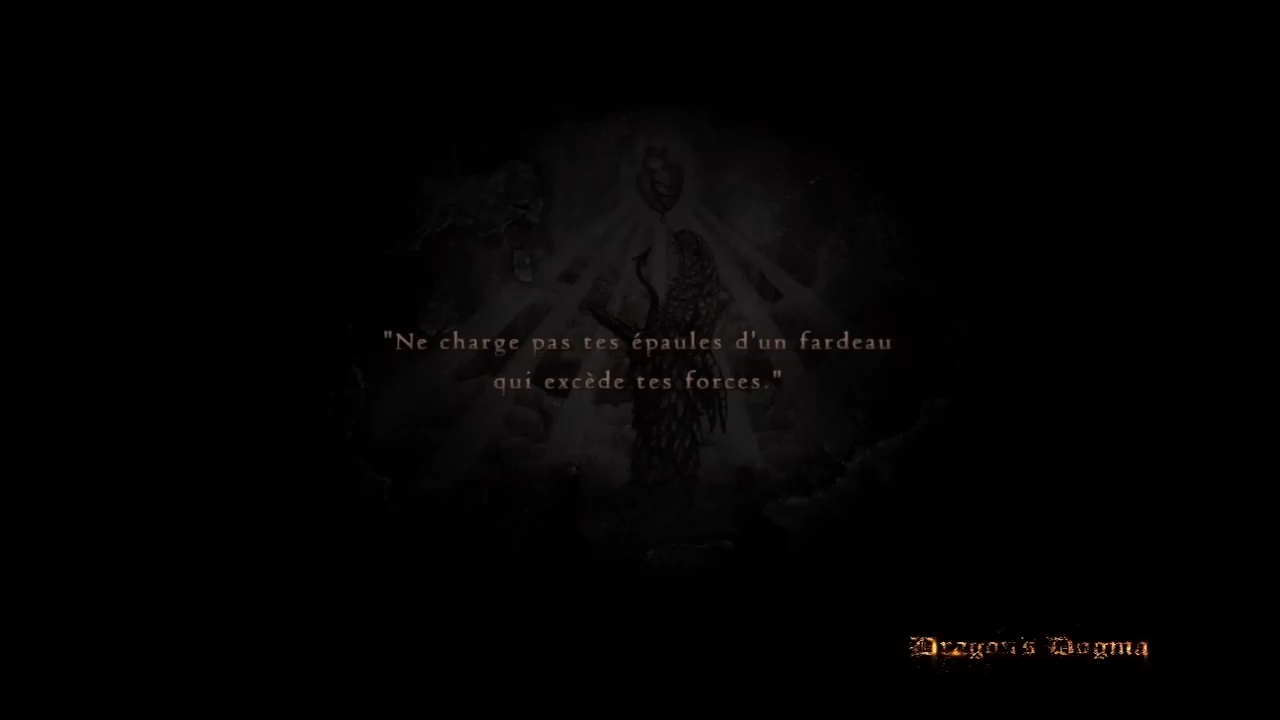 "Ne charge pas tes épaules d'un fardeau
qui excède tes forces."
Dragon's Dogma